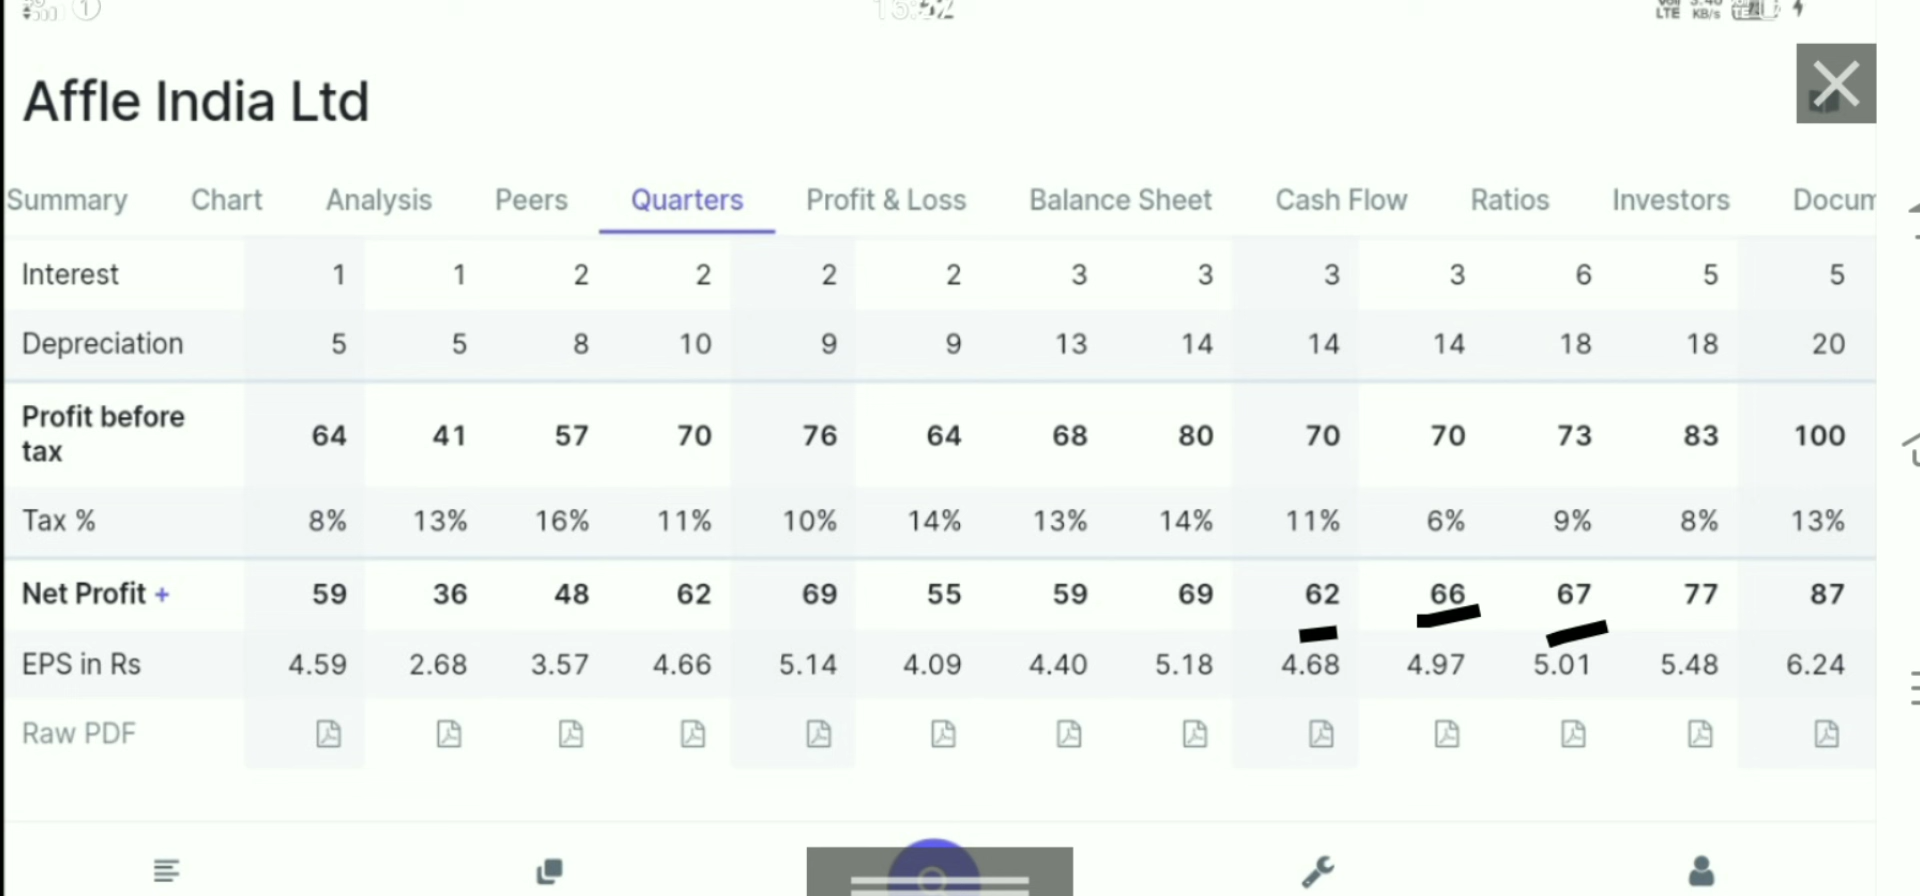 1
LTE KB/s
Affle India Ltd
Summary Chart Analysis Peers Quarters Profit & Loss Balance Sheet Cash Flow Ratios Investors Docum
Interest 1 1 2 2 2 2 3 3 3 3 6 5 5
Depreciation 5 5 8 10 9 9 13 14 14 14 18 18 20
Profit before tax 64 41 57 70 76 64 68 80 70 70 73 83 100
Tax % 8% 13% 16% 11% 10% 14% 13% 14% 11% 6% 9% 8% 13%
Net Profit + 59 36 48 62 69 55 59 69 62 66 67 77 87
EPS in Rs 4.59 2.68 3.57 4.66 5.14 4.09 4.40 5.18 4.68 4.97 5.01 5.48 6.24
Raw PDF